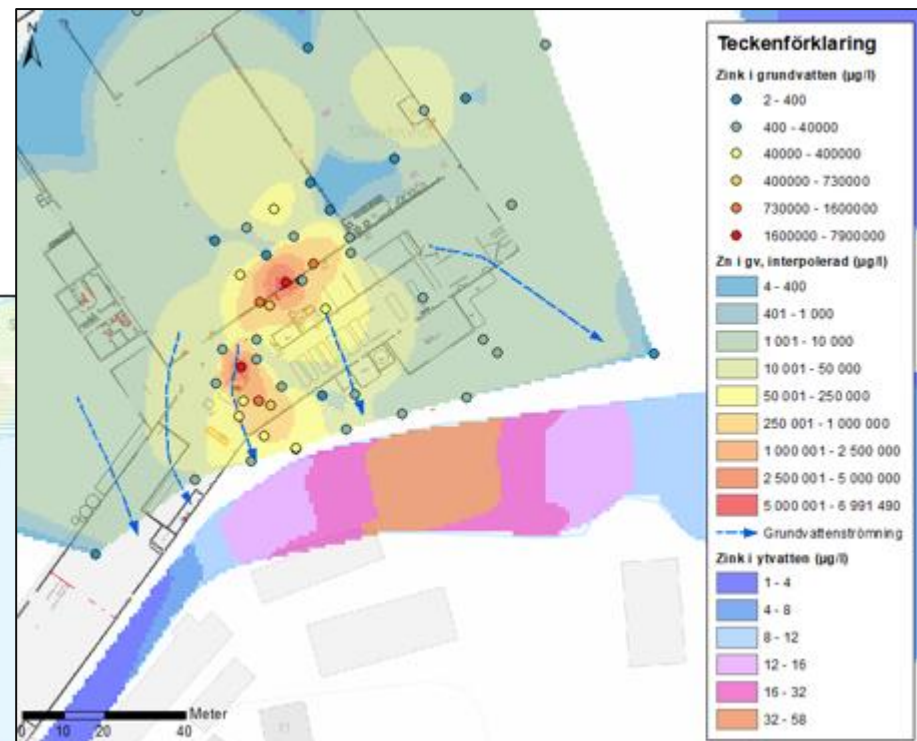 N
Teckenförklaring
Zink i grundvatten (µg/l)
2 - 400
400 - 40000
40000 - 400000
400000 - 730000
730000 - 1600000
1600000 - 7900000
Zn i gv, interpolerad (µg/l)
4 - 400
401 - 1 000
1 001 - 10 000
10 001 - 50 000
50 001 - 250 000
250 001 - 1 000 000
1 000 001 - 2 500 000
2 500 001 - 5 000 000
5 000 001 - 6 991 490
Grundvattenströmning
Zink i ytvatten (µg/l)
1 - 4
4 - 8
8 - 12
12 - 16
16 - 32
32 - 58
Meter
0 10 20 40